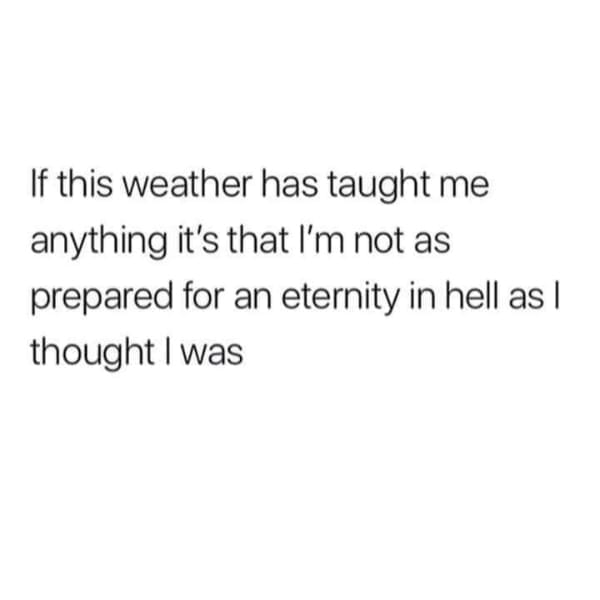 If this weather has taught me
anything it's that I'm not as
prepared for an eternity in hell as I
thought I was